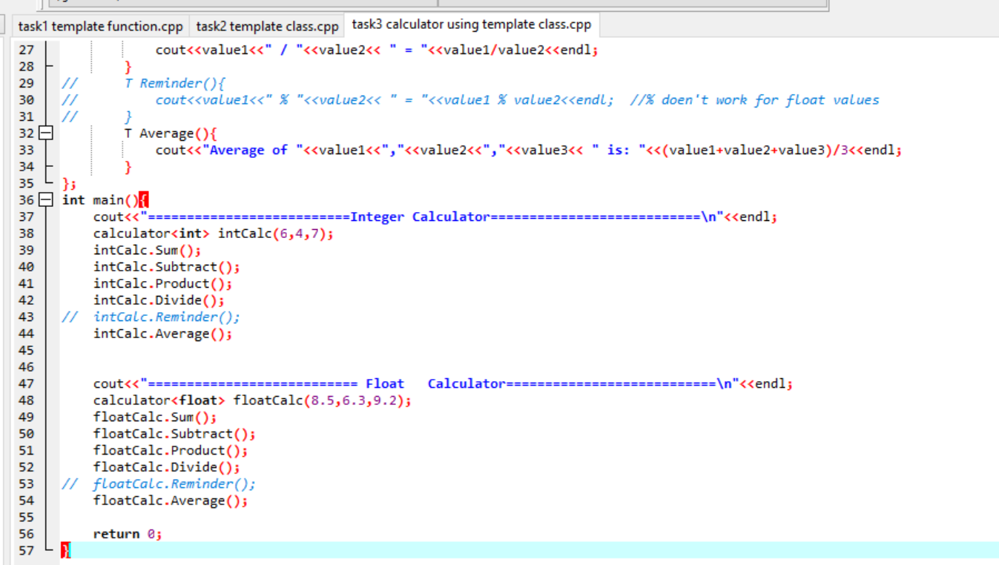 task1 template function.cpp task2 template class.cpp task3 calculator using template class.cpp
27 cout<<value1<<" / "<<value2<< " = "<<value1/value2<<endl;
28 }
29 // T Reminder(){
30 // cout<<value1<<" % "<<value2<< " = "<<value1 % value2<<endl; //% doen't work for float values
31 // }
32 T Average(){
33 cout<<"Average of "<<value1<<","<<value2<<","<<value3<< " is: "<<(value1+value2+value3)/3<<endl;
34 }
35 };
36 int main(){
37 cout<<"==========================Integer Calculator===========================\n"<<endl;
38 calculator<int> intCalc(6,4,7);
39 intCalc.Sum();
40 intCalc.Subtract();
41 intCalc.Product();
42 intCalc.Divide();
43 // intCalc.Reminder();
44 intCalc.Average();
45
46
47 cout<<"=========================== Float   Calculator===========================\n"<<endl;
48 calculator<float> floatCalc(8.5,6.3,9.2);
49 floatCalc.Sum();
50 floatCalc.Subtract();
51 floatCalc.Product();
52 floatCalc.Divide();
53 // floatCalc.Reminder();
54 floatCalc.Average();
55
56 return 0;
57 }